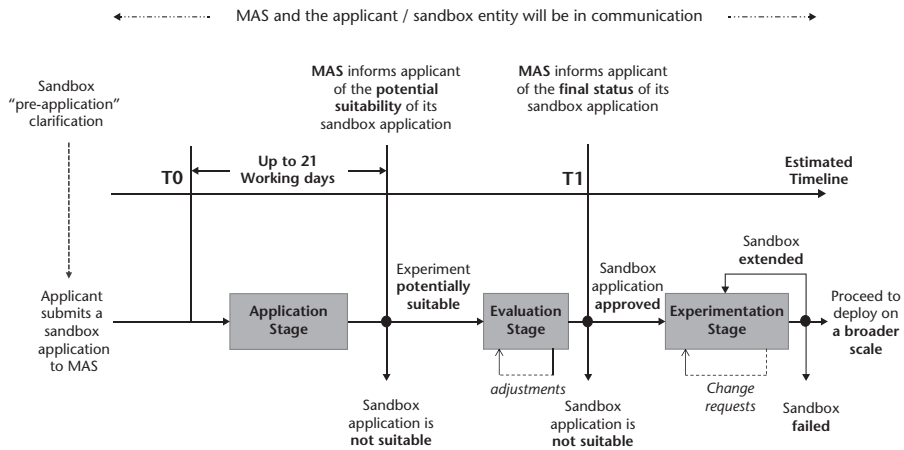 MAS and the applicant / sandbox entity will be in communication
Sandbox
“pre-application”
clarification
MAS informs applicant
of the potential
suitability of its
sandbox application
MAS informs applicant
of the final status of its
sandbox application
T0
Up to 21
Working days
T1
Estimated
Timeline
Applicant
submits a
sandbox
application
to MAS
Application
Stage
Experiment
potentially
suitable
Evaluation
Stage
adjustments
Sandbox
application
approved
Experimentation
Stage
Change
requests
Sandbox
extended
Proceed to
deploy on
a broader
scale
Sandbox
application is
not suitable
Sandbox
application is
not suitable
Sandbox
failed